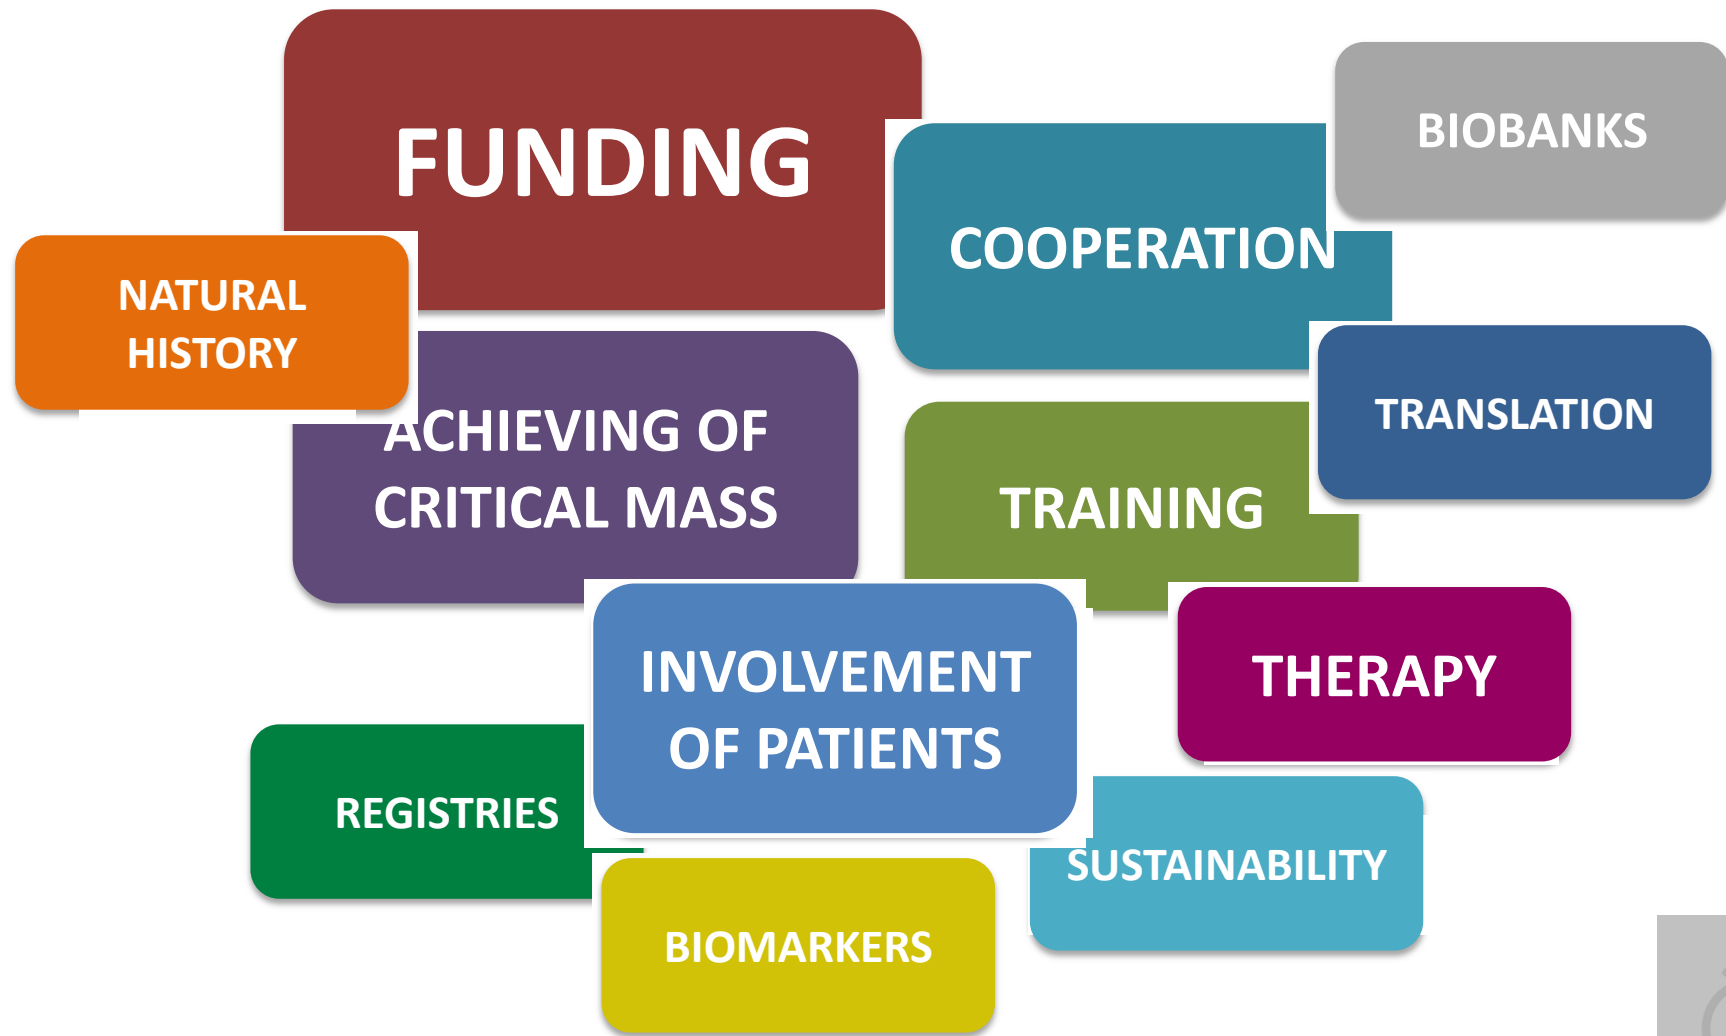 FUNDING
BIOBANKS
COOPERATION
NATURAL
HISTORY
TRANSLATION
ACHIEVING OF
CRITICAL MASS
TRAINING
INVOLVEMENT
OF PATIENTS
THERAPY
REGISTRIES
SUSTAINABILITY
BIOMARKERS